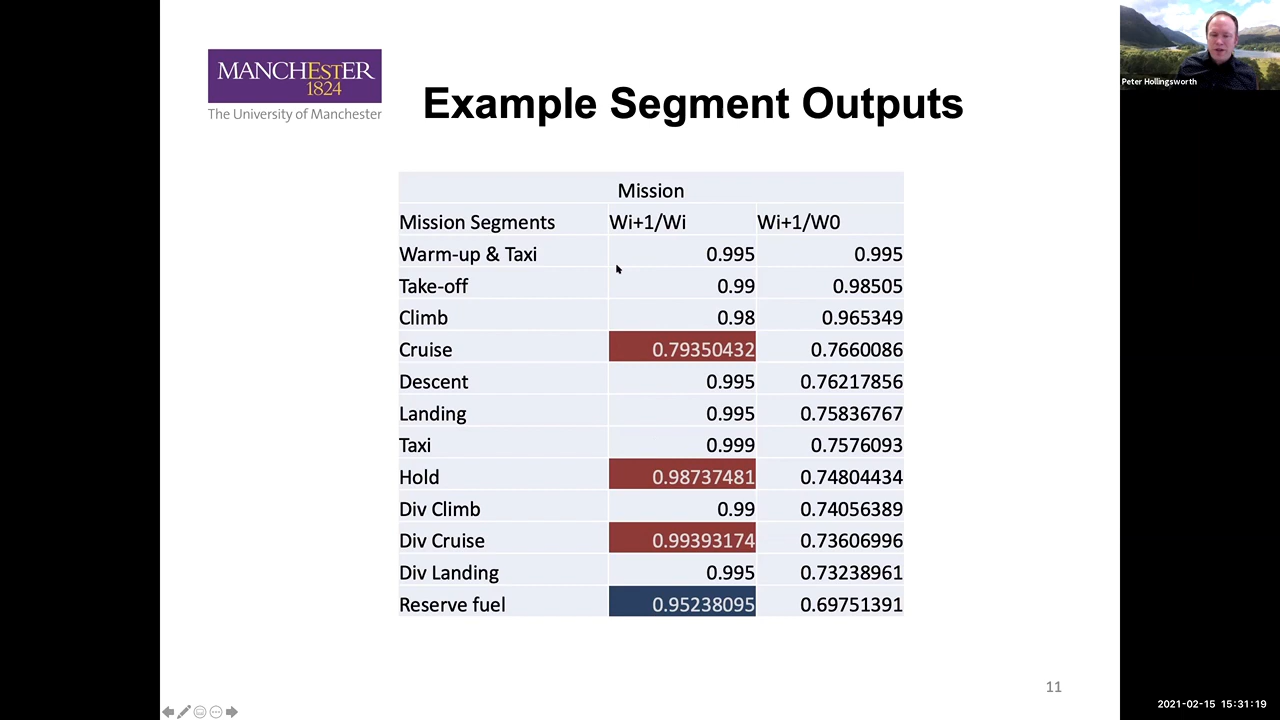 MANCHESTER
1824
The University of Manchester
Example Segment Outputs
Peter Hollingsworth
Mission
Mission Segments Wi+1/Wi Wi+1/W0
Warm-up & Taxi 0.995 0.995
Take-off 0.99 0.98505
Climb 0.98 0.965349
Cruise 0.79350432 0.7660086
Descent 0.995 0.76217856
Landing 0.995 0.75836767
Taxi 0.999 0.7576093
Hold 0.98737481 0.74804434
Div Climb 0.99 0.74056389
Div Cruise 0.99393174 0.73606996
Div Landing 0.995 0.73238961
Reserve fuel 0.95238095 0.69751391
11
2021-02-15 15:31:19